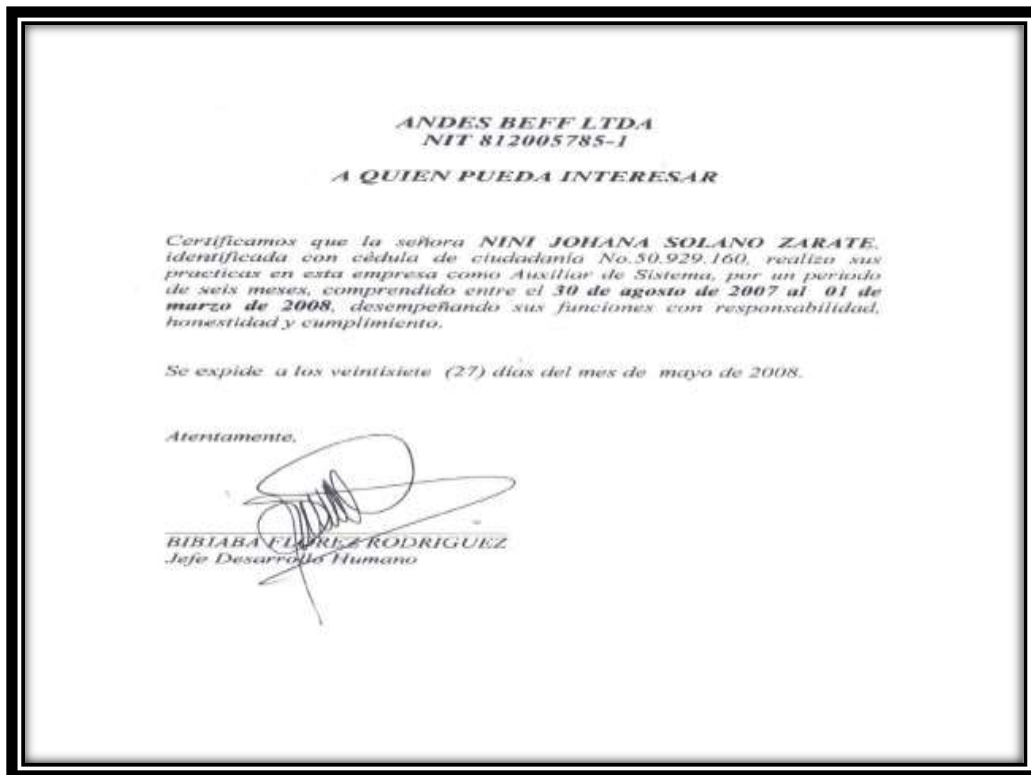 ANDES BEFF LTDA
NIT 812005785-1
A QUIEN PUEDA INTERESAR
Certificamos que la señora NINI JOHANA SOLANO ZARATE,
identificada con cédula de ciudadanía No.50.929.160, realizo sus
practicas en esta empresa como Auxiliar de Sistema, por un periodo
de seis meses, comprendido entre el 30 de agosto de 2007 al 01 de
marzo de 2008, desempeñando sus funciones con responsabilidad,
honestidad y cumplimiento.
Se expide a los veintisiete (27) días del mes de mayo de 2008.
Atentamente,
BIBIABA FLOREZ RODRIGUEZ
Jefe Desarrollo Humano